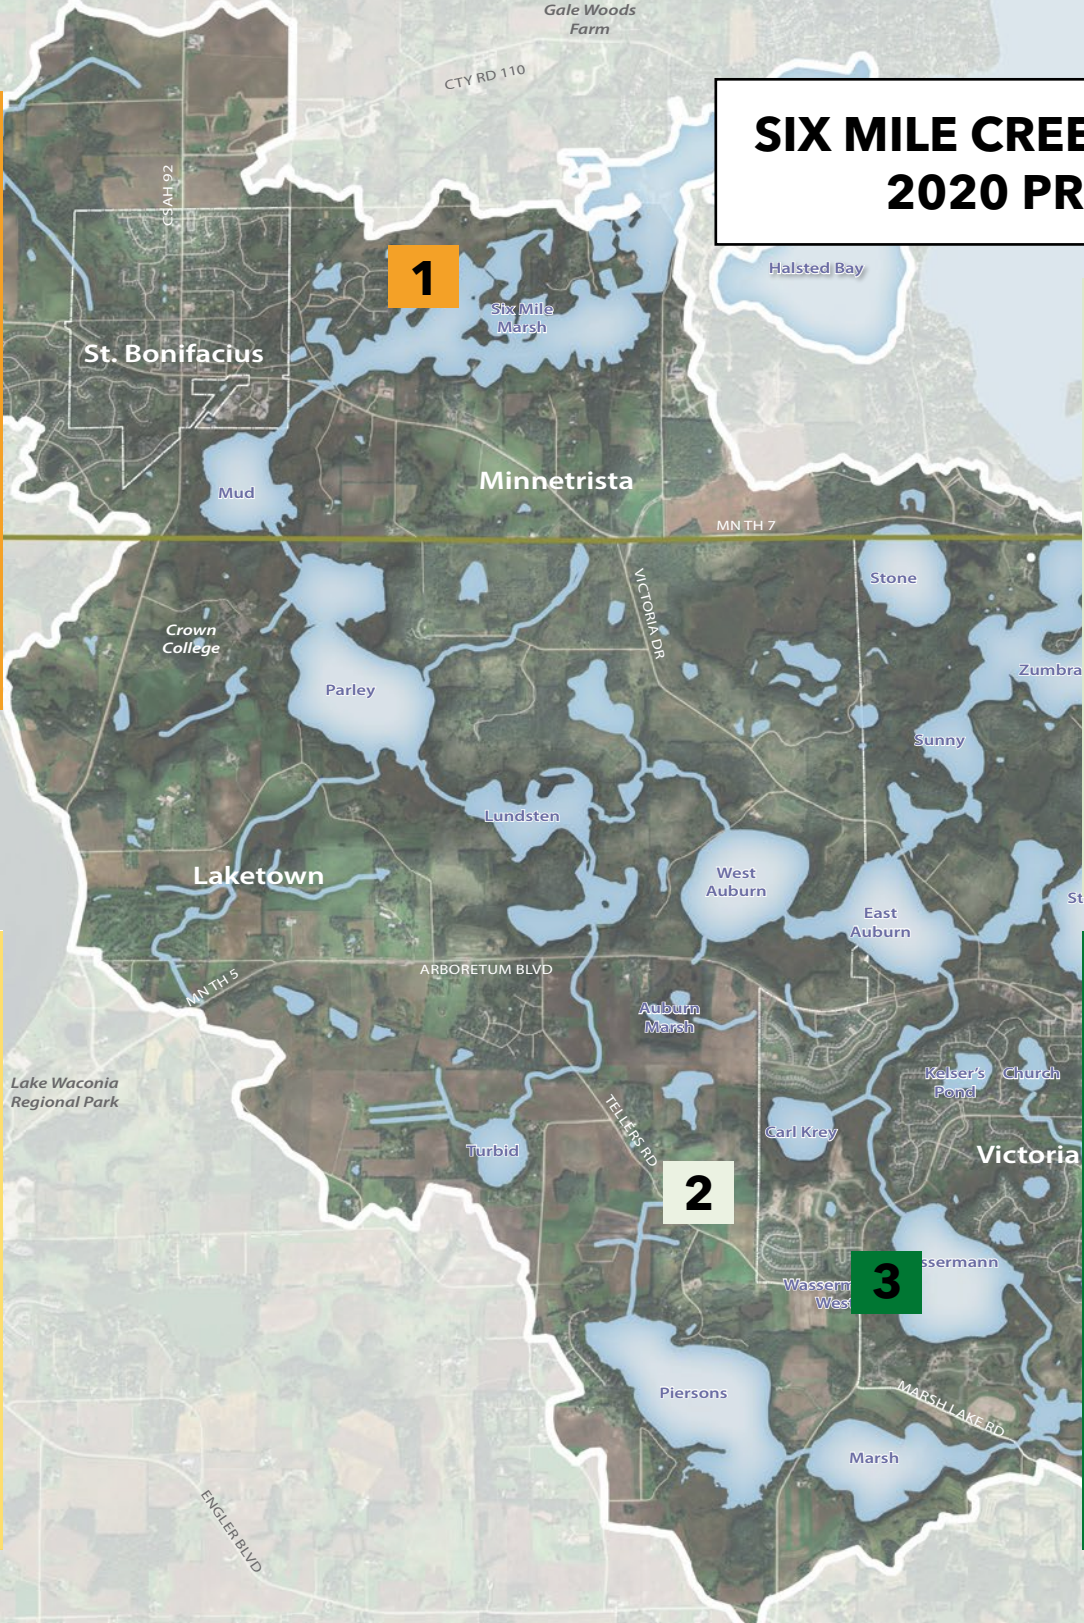 Gale Woods
Farm
CTY RD 110
SIX MILE CREE
2020 PR
CSAH 92
1
Halsted Bay
Six Mile
Marsh
St. Bonifacius
Minnetrista
Mud
MN TH 7
Stone
VICTORIA DR
Crown
College
Zumbra
Parley
Sunny
Lundsten
West
Auburn
Laketown
St
East
Auburn
ARBORETUM BLVD
MN TH 5
Auburn
Marsh
Lake Waconia
Regional Park
Kelser's
Pond
Church
TELLERS RD
Carl Krey
Turbid
Victoria
2
3
ssermann
Wasserm
West
Piersons
MARSH LAKE RD
Marsh
ENGLER BLVD